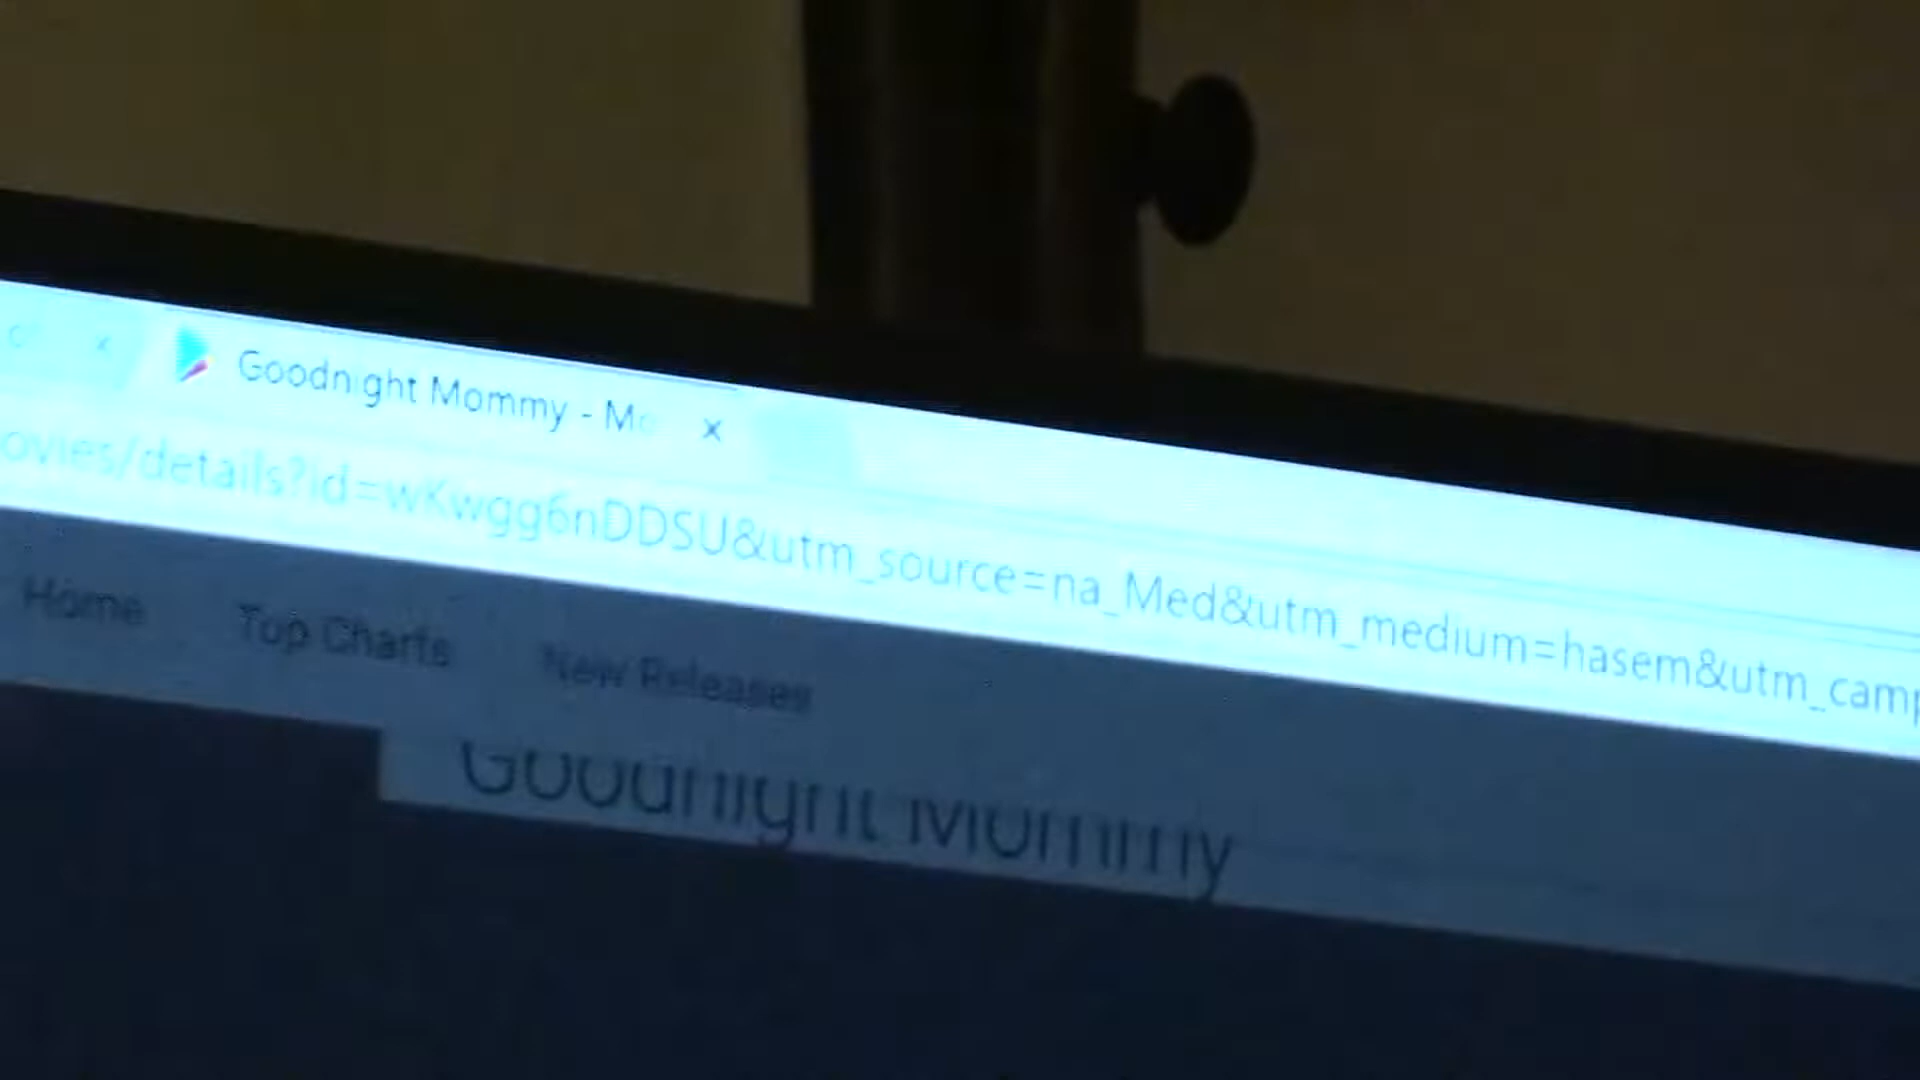 Goodnight Mommy - Mo
ovies/details?id=wKwgg6nDDSU&utm_source=na_Med&utm_medium=hasem&utm_camp
Home Top Charts New Releases
Goodnight Mommy